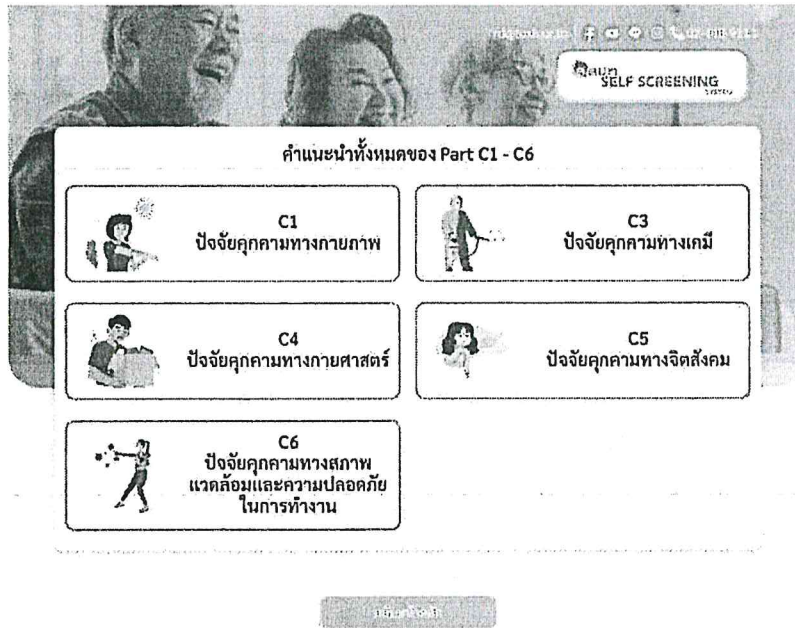 SELF SCREENING
คำแนะนำทั้งหมดของ Part C1 - C6
C1
ปัจจัยคุกคามทางกายภาพ
C3
ปัจจัยคุกคามทางเคมี
C4
ปัจจัยคุกคามทางกายศาสตร์
C5
ปัจจัยคุกคามทางจิตสังคม
C6
ปัจจัยคุกคามทางสภาพ
แวดล้อมและความปลอดภัย
ในการทำงาน